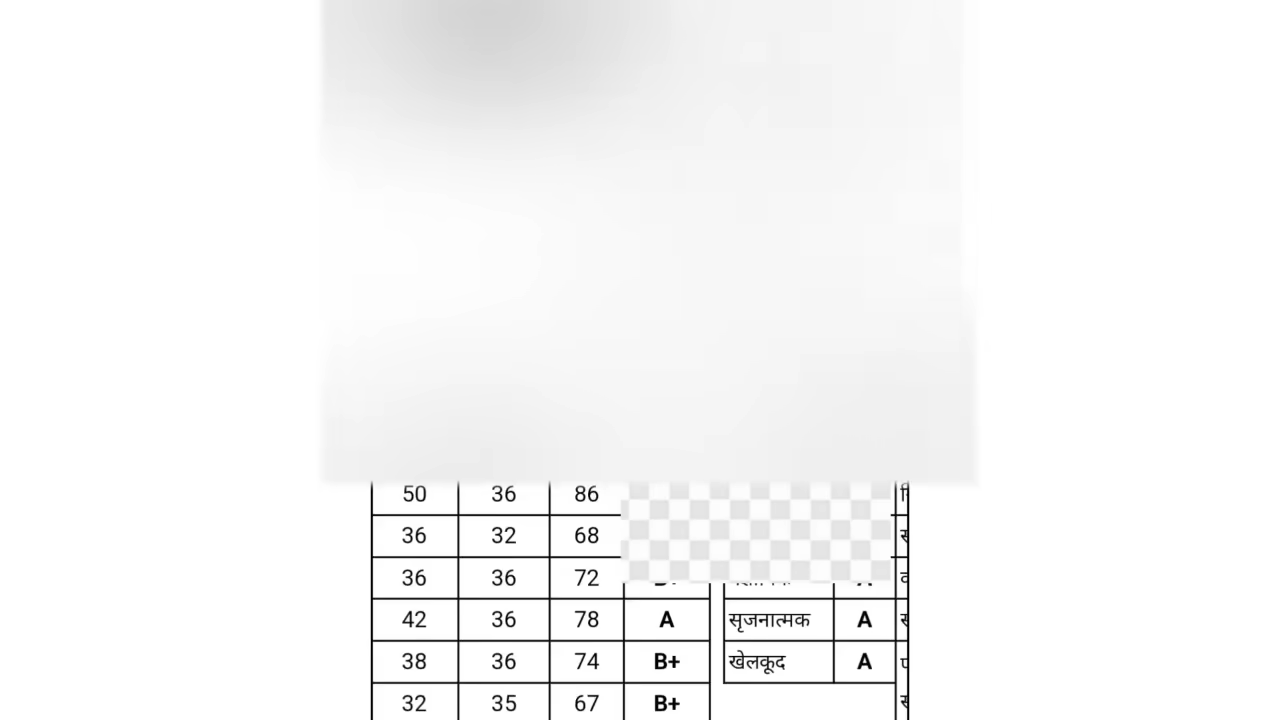 50 36 86
36 32 68
36 36 72
42 36 78 A सृजनात्मक A
38 36 74 B+ खेलकूद A
32 35 67 B+